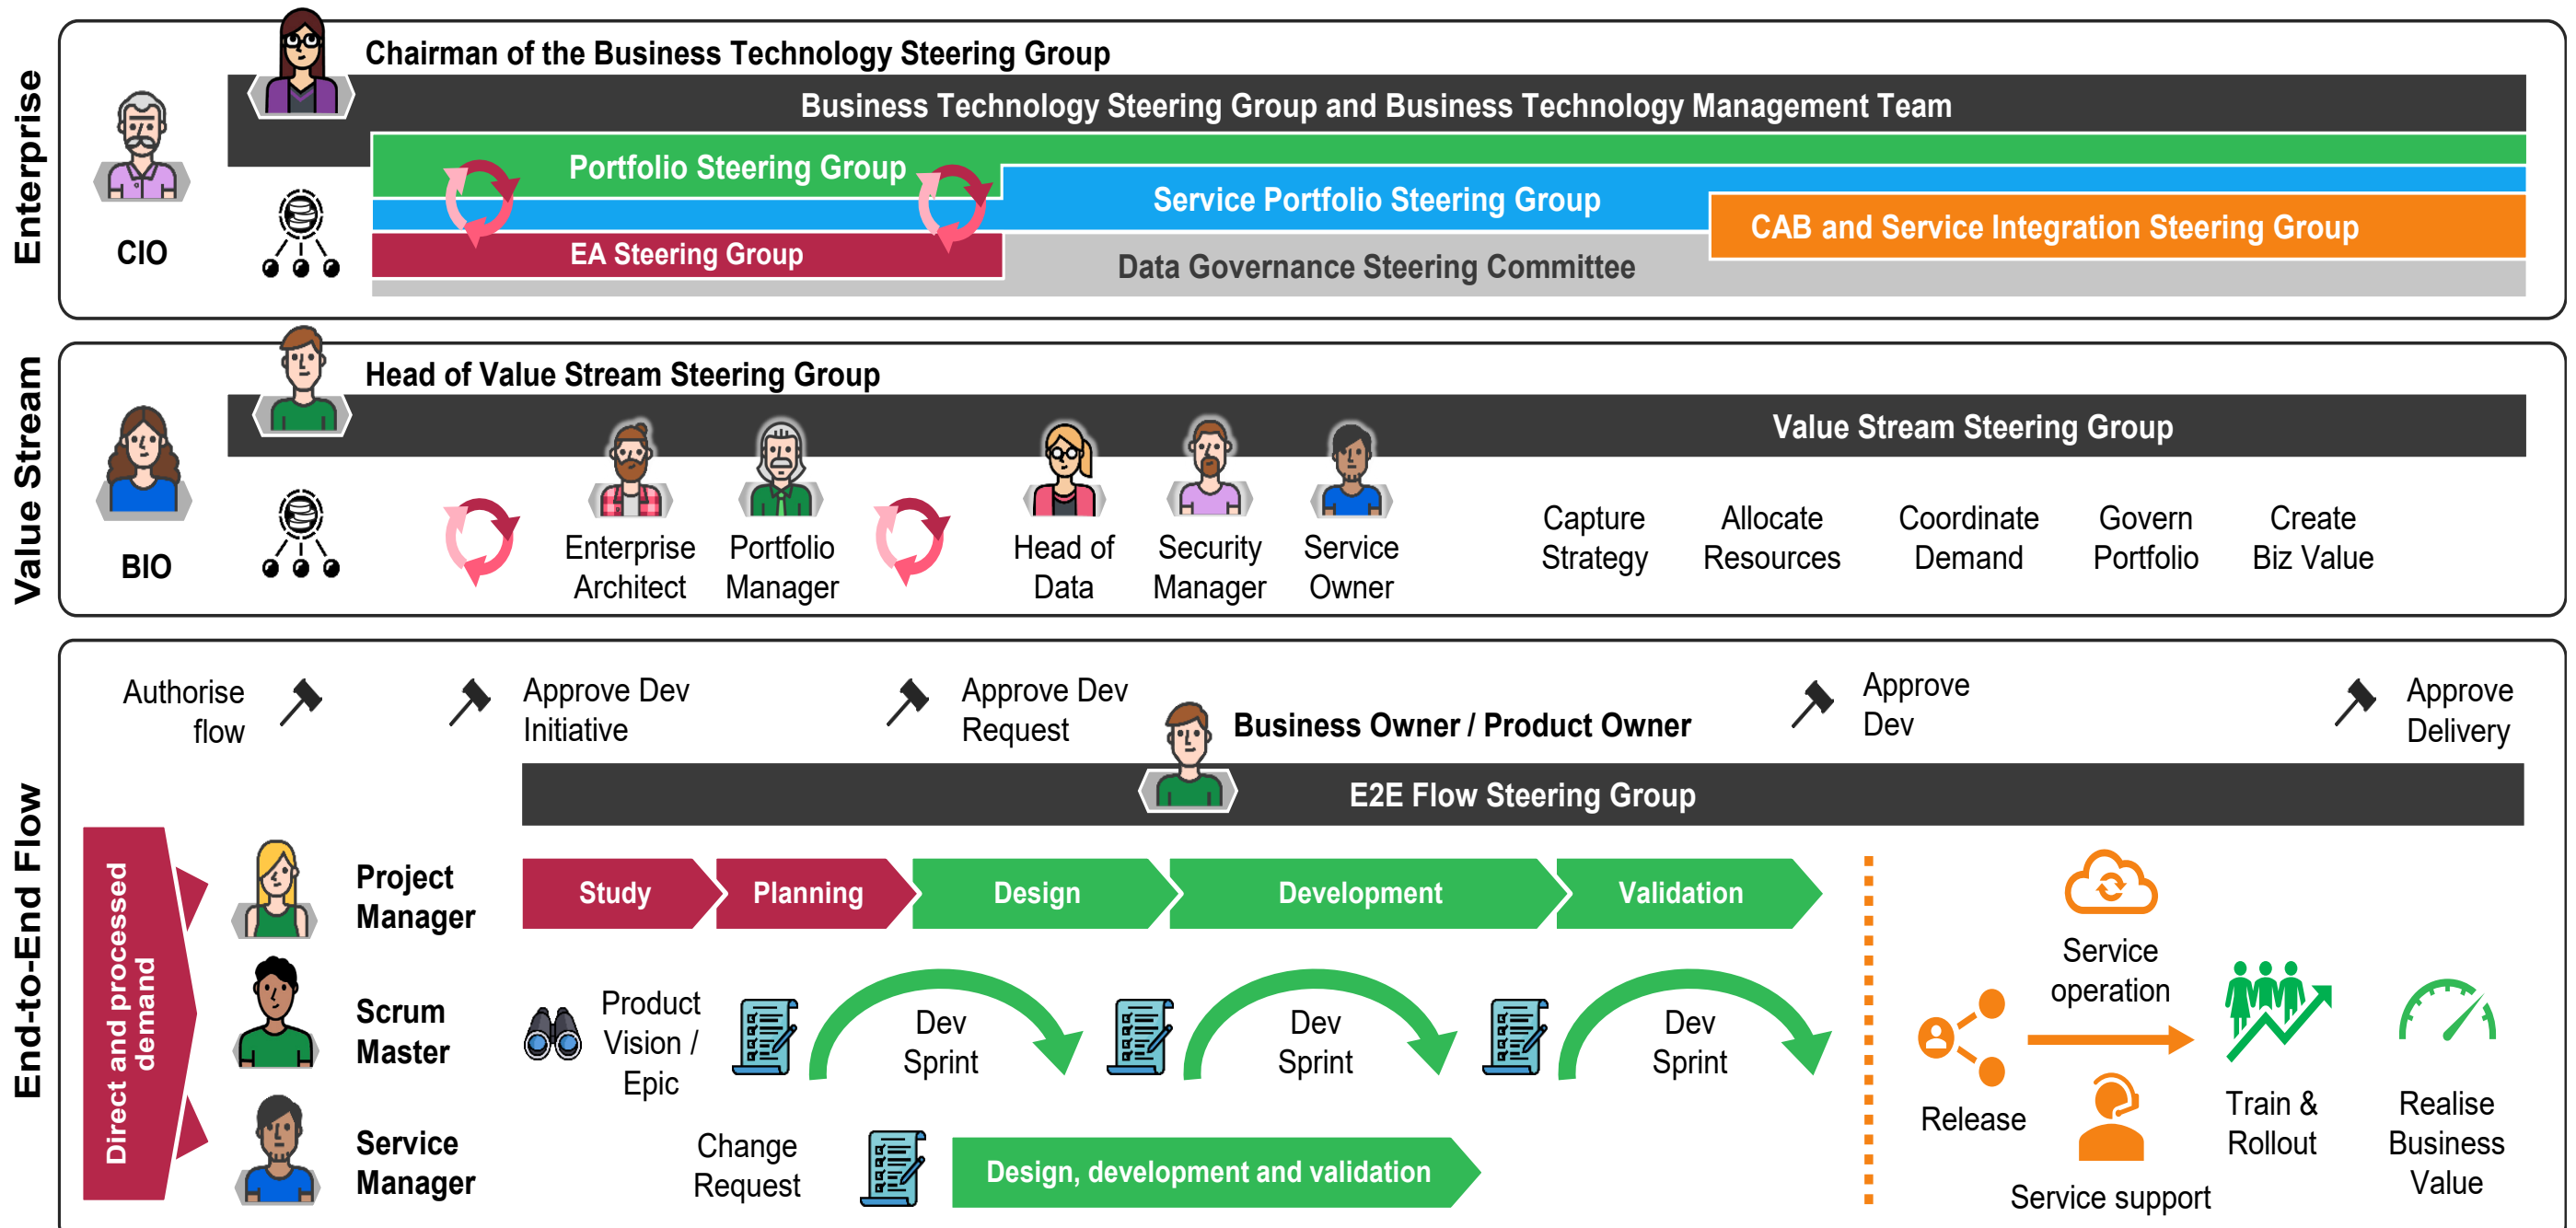 Enterprise
Chairman of the Business Technology Steering Group
Business Technology Steering Group and Business Technology Management Team
Portfolio Steering Group
Service Portfolio Steering Group
CAB and Service Integration Steering Group
EA Steering Group
Data Governance Steering Committee
CIO
Value Stream
Head of Value Stream Steering Group
Value Stream Steering Group
BIO
Enterprise
Architect
Portfolio
Manager
Head of
Data
Security
Manager
Service
Owner
Capture
Strategy
Allocate
Resources
Coordinate
Demand
Govern
Portfolio
Create
Biz Value
End-to-End Flow
Authorise
flow
Approve Dev
Initiative
Approve Dev
Request
Business Owner / Product Owner
Approve
Dev
Approve
Delivery
E2E Flow Steering Group
Direct and processed
demand
Project
Manager
Study
Planning
Design
Development
Validation
Scrum
Master
Product
Vision /
Epic
Dev
Sprint
Dev
Sprint
Dev
Sprint
Service
Manager
Change
Request
Design, development and validation
Service
operation
Release
Service support
Train &
Rollout
Realise
Business
Value